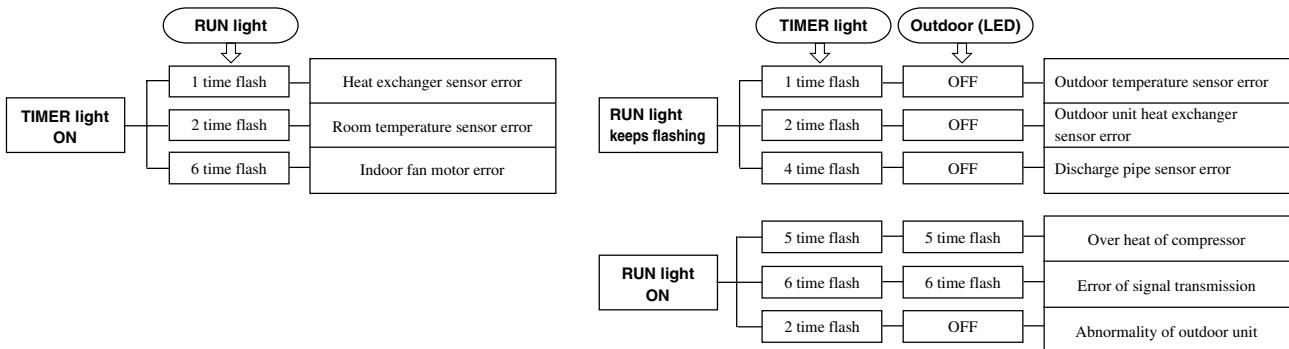 RUN light
TIMER light
ON
1 time flash
Heat exchanger sensor error
2 time flash
Room temperature sensor error
6 time flash
Indoor fan motor error
TIMER light
Outdoor (LED)
RUN light
keeps flashing
1 time flash
OFF
Outdoor temperature sensor error
2 time flash
OFF
Outdoor unit heat exchanger
sensor error
4 time flash
OFF
Discharge pipe sensor error
RUN light
ON
5 time flash
5 time flash
Over heat of compressor
6 time flash
6 time flash
Error of signal transmission
2 time flash
OFF
Abnormality of outdoor unit